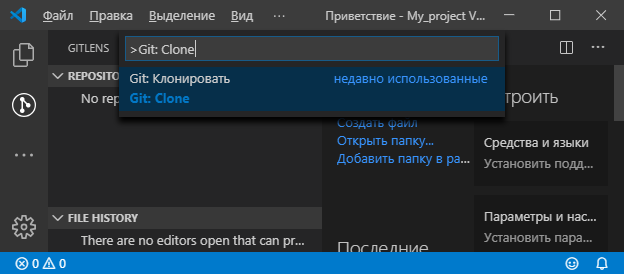 Файл Правка Выделение Вид ··· Приветствие - My_project V...
GITLENS
>Git: Clone
Git: Клонировать недавно использованные
Git: Clone
REPOSITO
No rep
Создать файл
Открыть папку...
Добавить папку в ра...
Последние
троить
Средства и языки
Установить подд...
Параметры и нас...
Установить пара...
FILE HISTORY
There are no editors open that can pr...
0 0